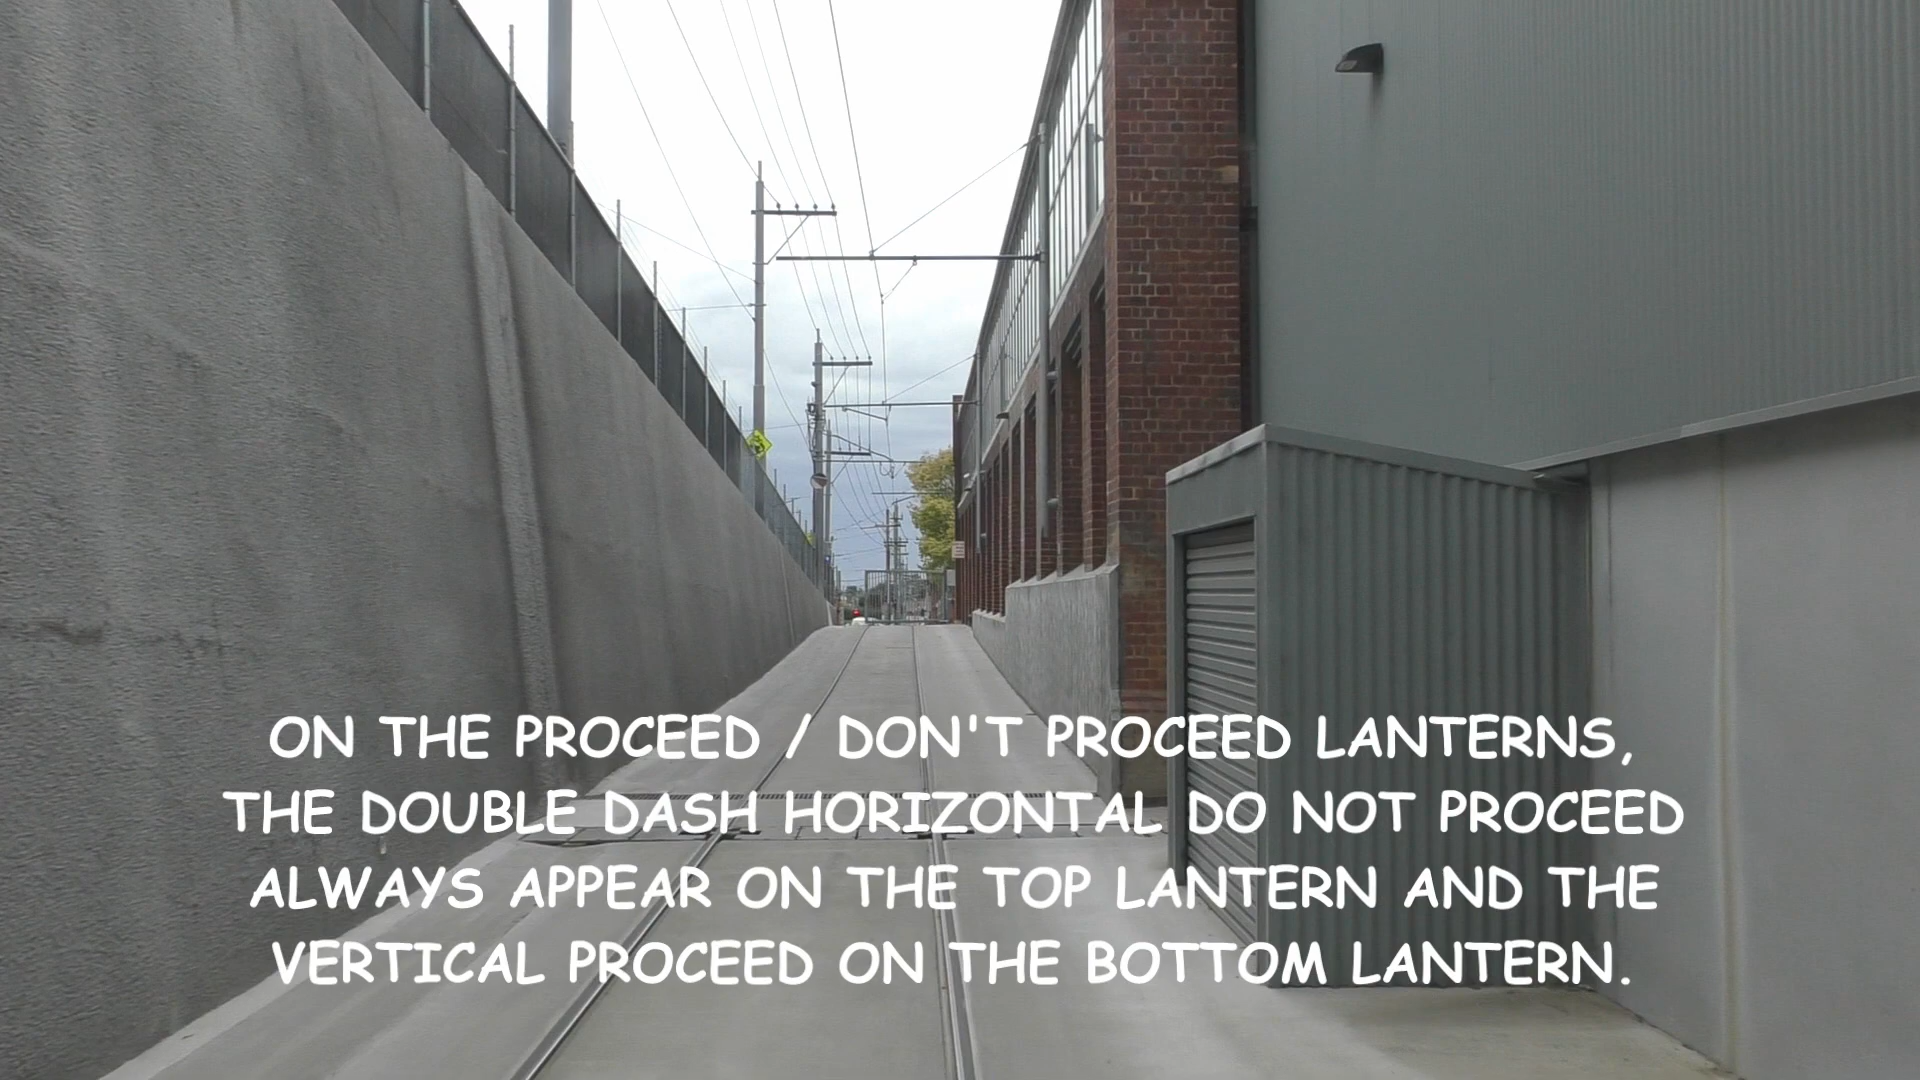 ON THE PROCEED / DON'T PROCEED LANTERNS,
THE DOUBLE DASH HORIZONTAL DO NOT PROCEED
ALWAYS APPEAR ON THE TOP LANTERN AND THE
VERTICAL PROCEED ON THE BOTTOM LANTERN.